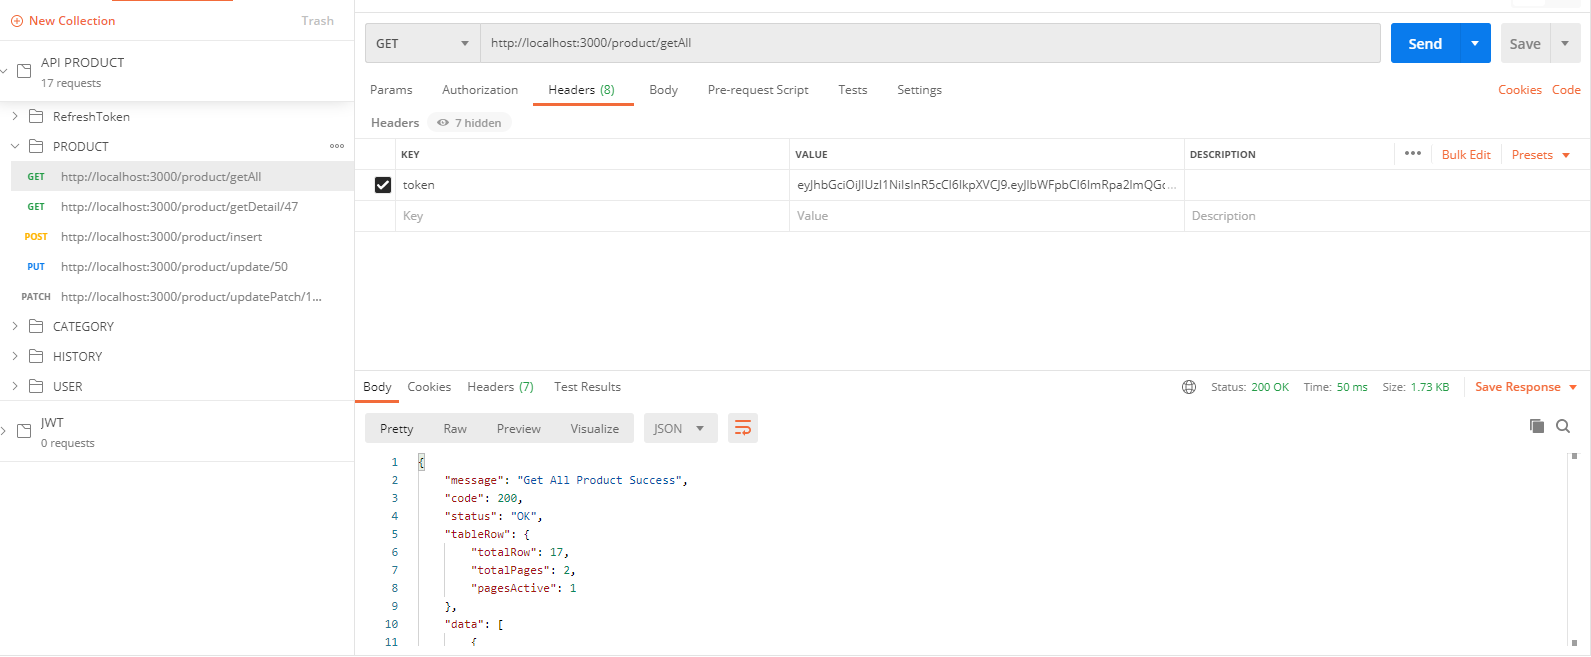 New Collection
Trash
API PRODUCT
17 requests
RefreshToken
PRODUCT
GET http://localhost:3000/product/getAll
GET http://localhost:3000/product/getDetail/47
POST http://localhost:3000/product/insert
PUT http://localhost:3000/product/update/50
PATCH http://localhost:3000/product/updatePatch/1...
CATEGORY
HISTORY
USER
JWT
0 requests
GET http://localhost:3000/product/getAll Send Save
Params Authorization Headers (8) Body Pre-request Script Tests Settings Cookies Code
Headers 7 hidden
KEY VALUE DESCRIPTION ••• Bulk Edit Presets
token
Key Value Description
Body Cookies Headers (7) Test Results Status: 200 OK Time: 50 ms Size: 1.73 KB Save Response
Pretty Raw Preview Visualize JSON
1 {
2 "message": "Get All Product Success",
3 "code": 200,
4 "status": "OK",
5 "tableRow": {
6 "totalRow": 17,
7 "totalPages": 2,
8 "pagesActive": 1
9 },
10 "data": [
11 {